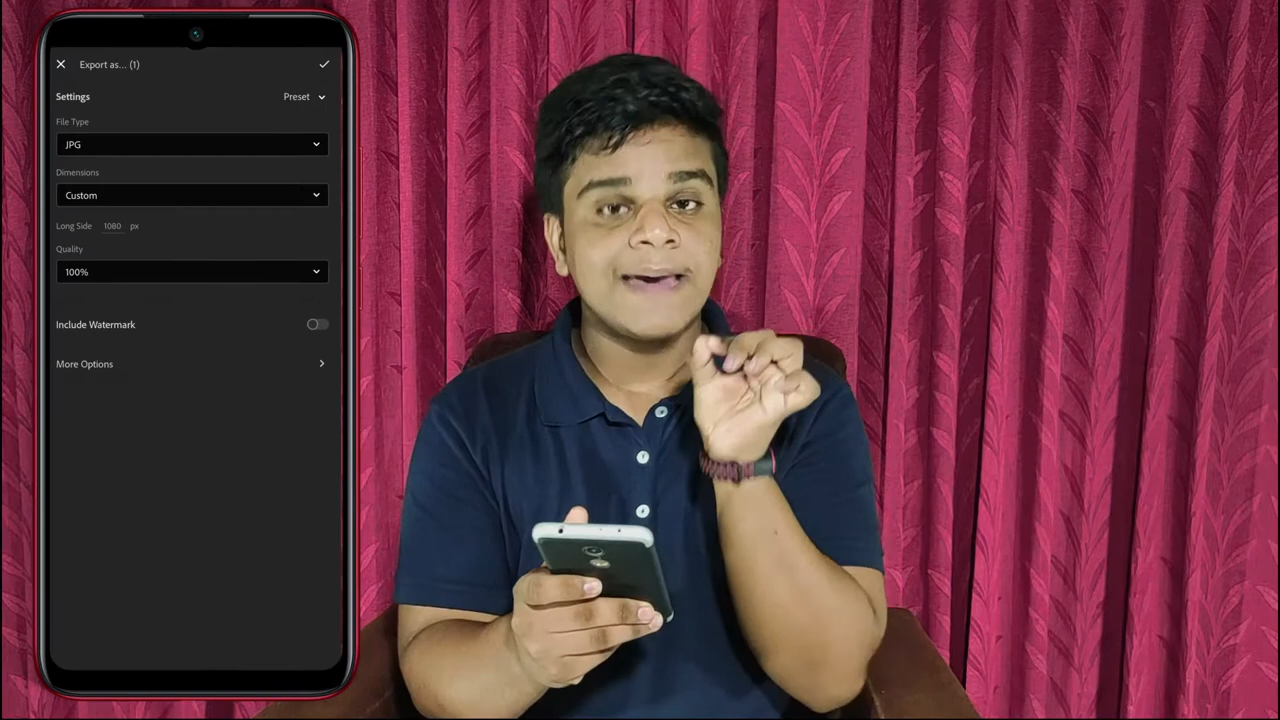 Export as... (1)
Settings
Preset
File Type
JPG
Dimensions
Custom
Long Side 1080 px
Quality
100%
Include Watermark
More Options